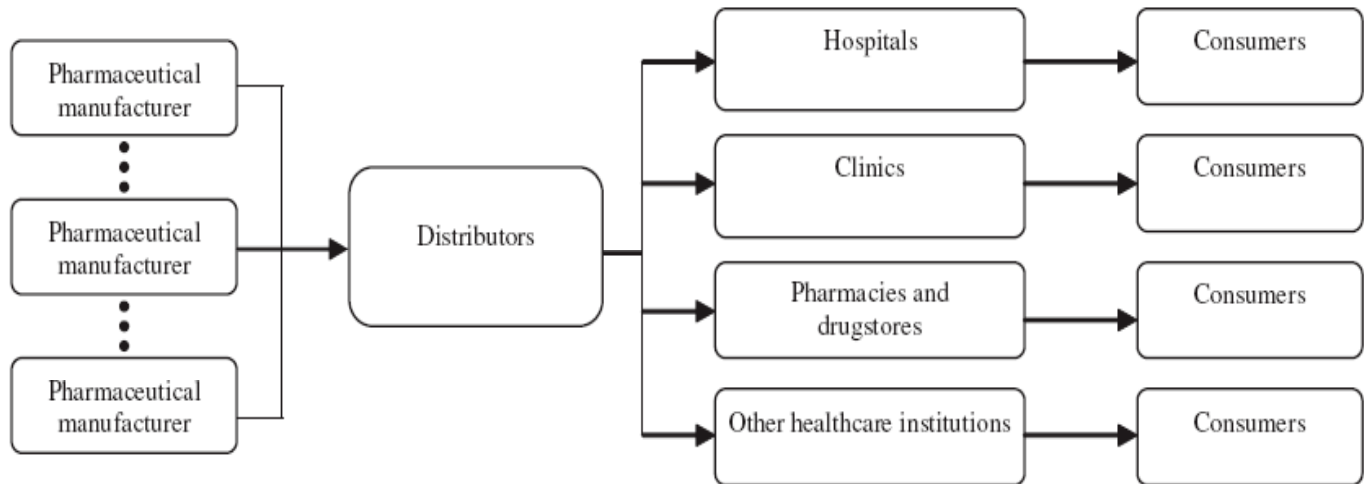 Pharmaceutical
manufacturer
Pharmaceutical
manufacturer
Pharmaceutical
manufacturer
Distributors
Hospitals
Clinics
Pharmacies and
drugstores
Other healthcare institutions
Consumers
Consumers
Consumers
Consumers